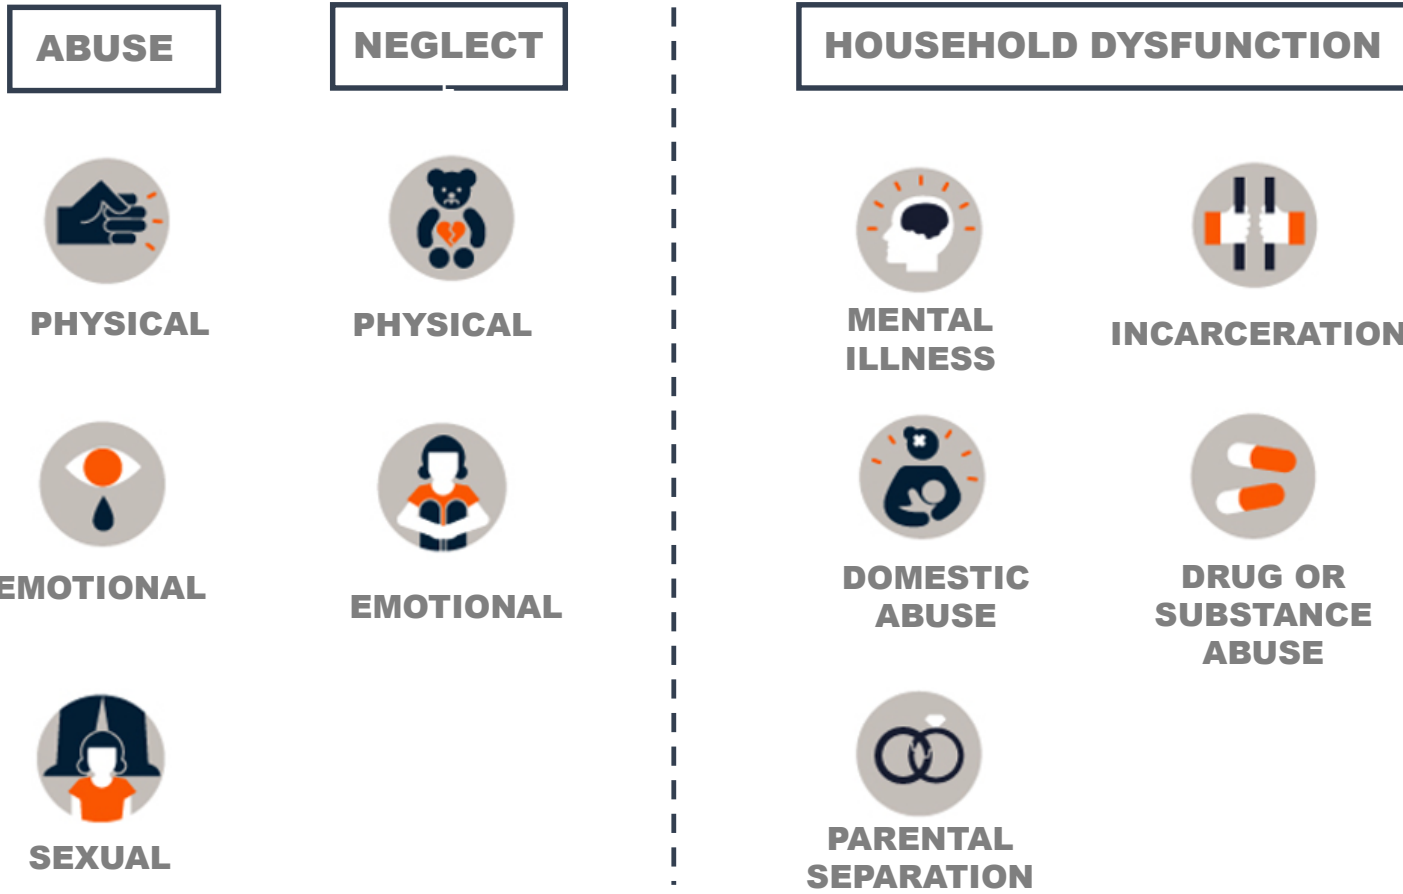 ABUSE
NEGLECT
HOUSEHOLD DYSFUNCTION
PHYSICAL
PHYSICAL
MENTAL
ILLNESS
INCARCERATION
EMOTIONAL
EMOTIONAL
DOMESTIC
ABUSE
DRUG OR
SUBSTANCE
ABUSE
SEXUAL
PARENTAL
SEPARATION